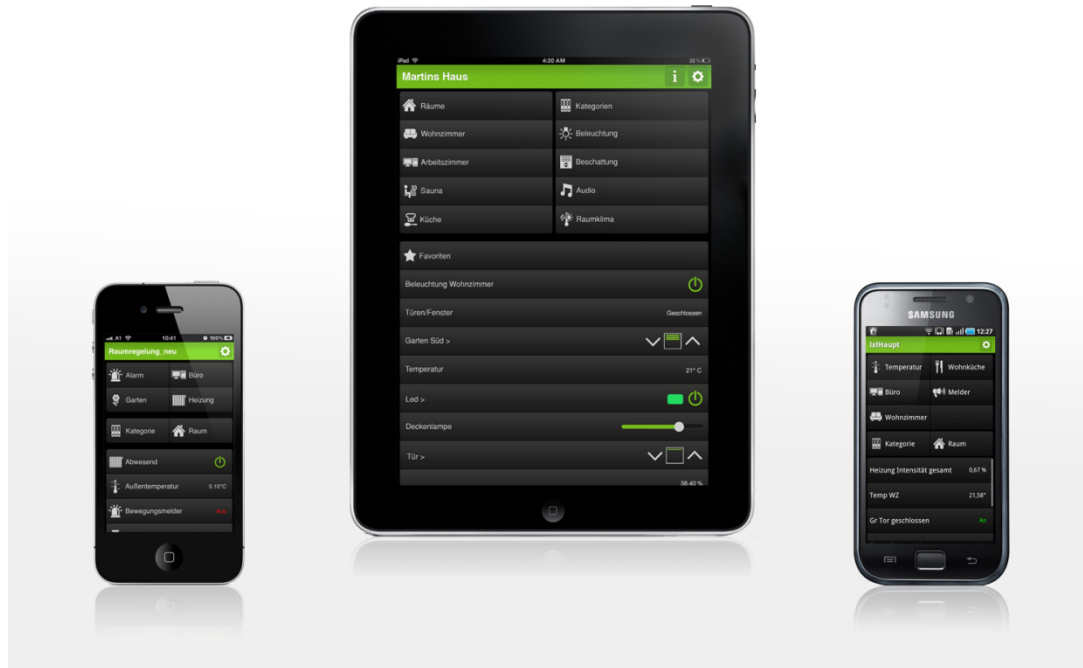 A1 10:41 100%
Raumregelung_neu
Alarm Büro
Garten Heizung
Kategorie Raum
Abwesend
Außentemperatur 5.10°C
Bewegungsmelder Aus
iPad 4:20 AM 32%
Martins Haus i
Räume Kategorien
Wohnzimmer Beleuchtung
Arbeitszimmer Beschattung
Sauna Audio
Küche Raumklima
Favoriten
Beleuchtung Wohnzimmer
Türen/Fenster Geschlossen
Garten Süd >
Temperatur 21° C
Led >
Deckenlampe
Tür >
38.40 %
SAMSUNG
12:27
Temperatur Wohnküche
Büro Melder
Wohnzimmer
Kategorie Raum
Heizung Intensität gesamt 0,67 %
Temp WZ 21,58°
Gr Tor geschlossen An